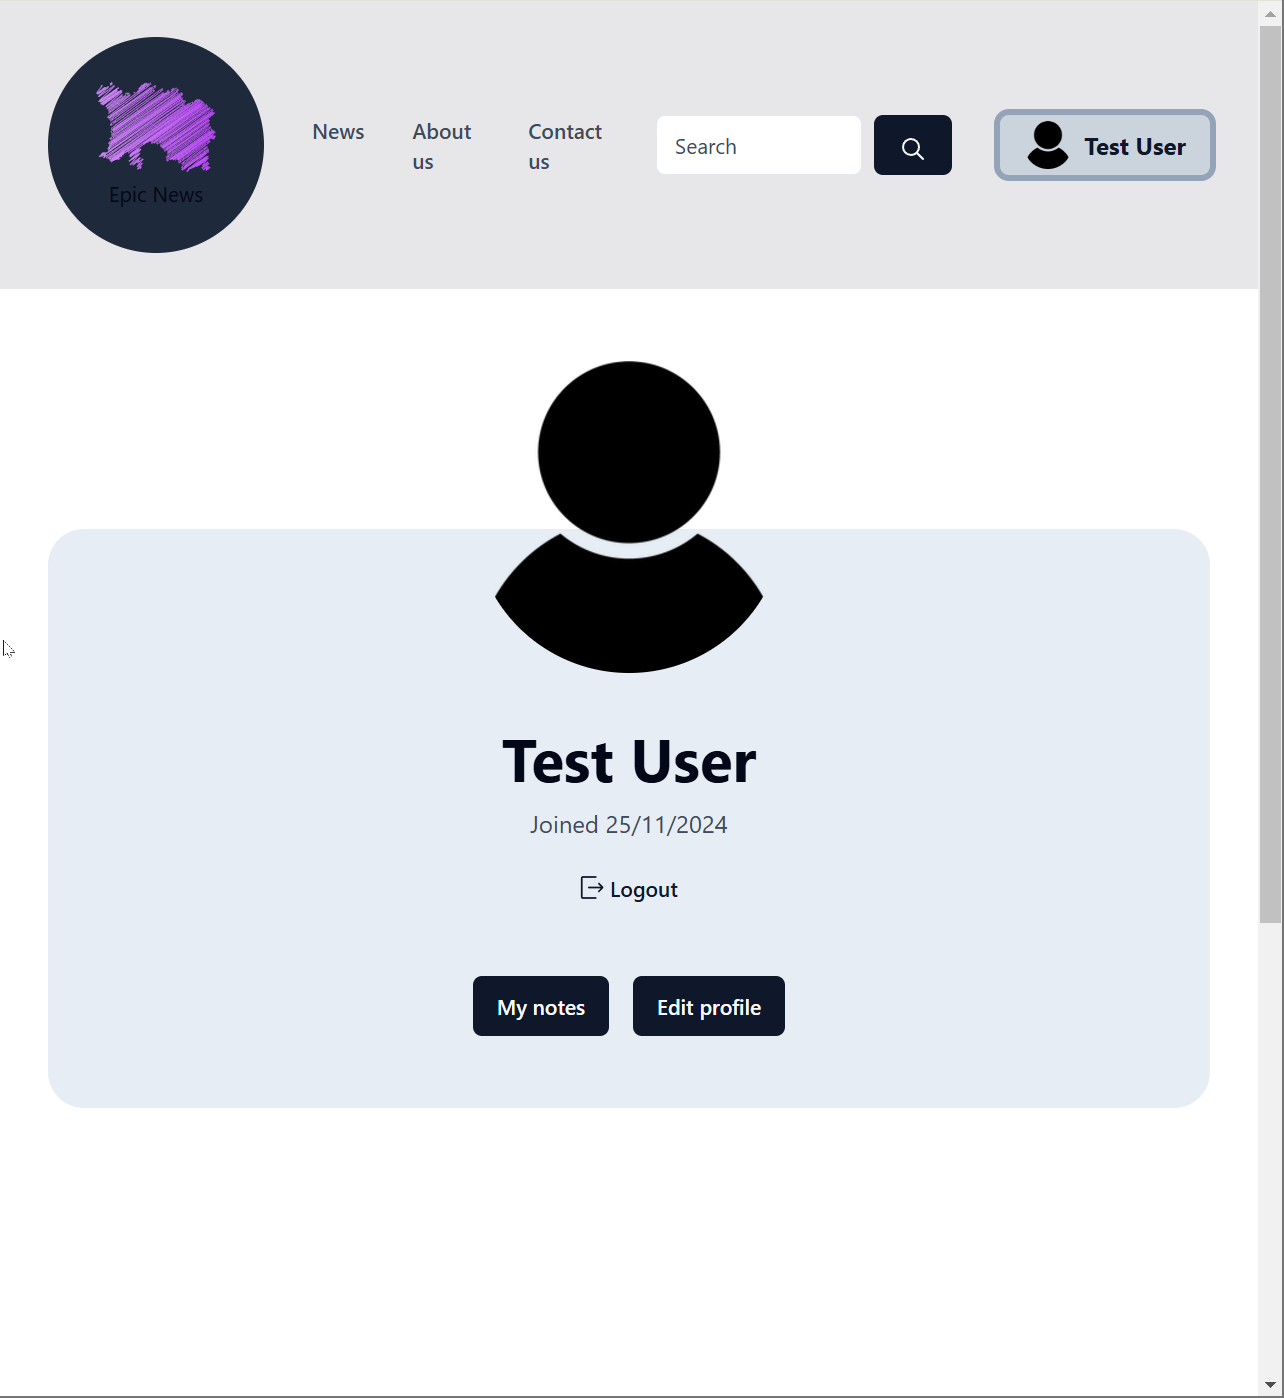 Epic News
News
About
us
Contact
us
Search
Test User
Test User
Joined 25/11/2024
Logout
My notes
Edit profile